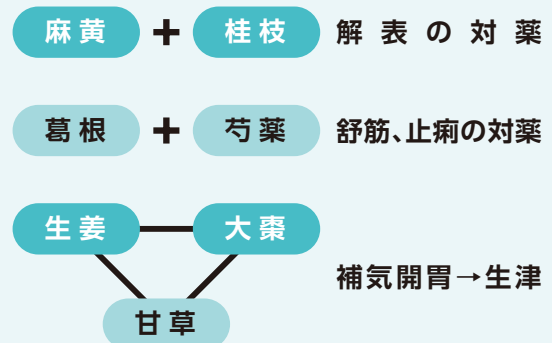 麻黄 + 桂枝 解表の対薬
葛根 + 芍薬 舒筋、止痢の対薬
生姜 大棗
補気開胃→生津
甘草